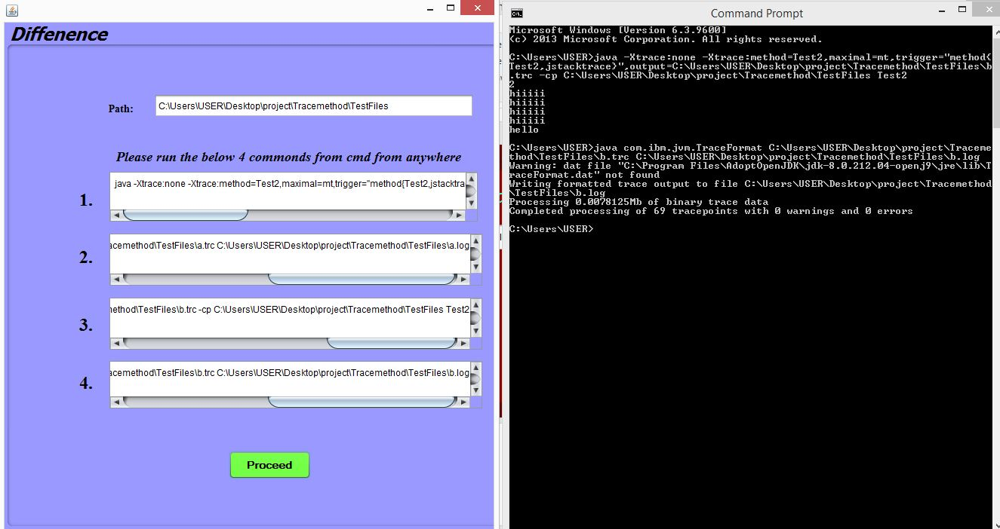 Diffenence
Path:
C:\Users\USER\Desktop\project\Tracemethod\TestFiles
Please run the below 4 commonds from cmd from anywhere
1.
java -Xtrace:none -Xtrace:method=Test2,maximal=mt,trigger="method{Test2,jstacktra
2.
acemethod\TestFiles\a.trc C:\Users\USER\Desktop\project\Tracemethod\TestFiles\a.log
3.
nethod\TestFiles\b.trc -cp C:\Users\USER\Desktop\project\Tracemethod\TestFiles Test2
4.
acemethod\TestFiles\b.trc C:\Users\USER\Desktop\project\Tracemethod\TestFiles\b.log
Proceed
Command Prompt
Microsoft Windows [Version 6.3.9600]
(c) 2013 Microsoft Corporation. All rights reserved.
C:\Users\USER>java -Xtrace:none -Xtrace:method=Test2,maximal=mt,trigger="method{
Test2,jstacktrace}",output=C:\Users\USER\Desktop\project\Tracemethod\TestFiles\b
.trc -cp C:\Users\USER\Desktop\project\Tracemethod\TestFiles Test2
2
hiiiii
hiiiii
hiiiii
hiiiii
hello
C:\Users\USER>java com.ibm.jvm.TraceFormat C:\Users\USER\Desktop\project\Traceme
thod\TestFiles\b.trc C:\Users\USER\Desktop\project\Tracemethod\TestFiles\b.log
Warning: dat file "C:\Program Files\AdoptOpenJDK\jdk-8.0.212.04-openj9\jre\lib\T
raceFormat.dat" not found
Writing formatted trace output to file C:\Users\USER\Desktop\project\Tracemethod
\TestFiles\b.log
Processing 0.0078125Mb of binary trace data
Completed processing of 69 tracepoints with 0 warnings and 0 errors
C:\Users\USER>